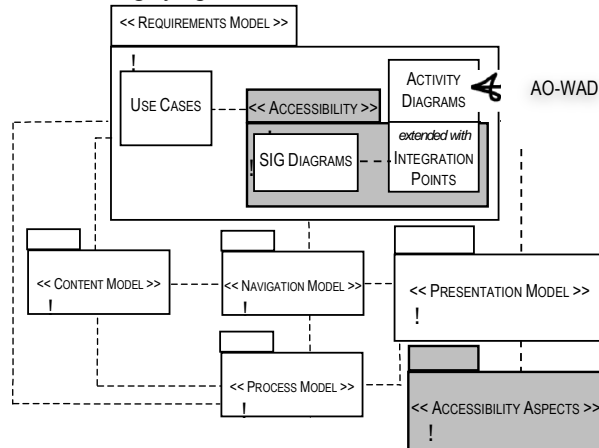 << REQUIREMENTS MODEL >>
!
USE CASES
<< ACCESSIBILITY >>
ACTIVITY
DIAGRAMS
AO-WAD
extended with
!
!
SIG DIAGRAMS
INTEGRATION
POINTS
<< CONTENT MODEL >>
!
<< NAVIGATION MODEL >>
!
<< PRESENTATION MODEL >>
!
<< PROCESS MODEL >>
!
<< ACCESSIBILITY ASPECTS >>
!